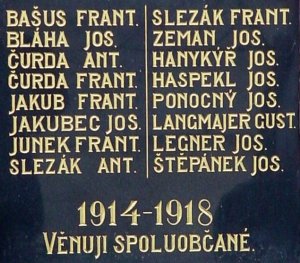 BAŠUS FRANT.
BLÁHA JOS.
ČURDA ANT.
ČURDA FRANT.
JAKUB FRANT.
JAKUBEC JOS.
JUNEK FRANT.
SLEZÁK ANT.
SLEZÁK FRANT.
ZEMAN JOS.
HANYKÝŘ JOS.
HASPEKL JOS.
PONOCNÝ JOS.
LANGMAJER GUST.
LEGNER JOS.
ŠTĚPÁNEK JOS.
1914-1918
VĚNUJI SPOLUOBČANÉ.